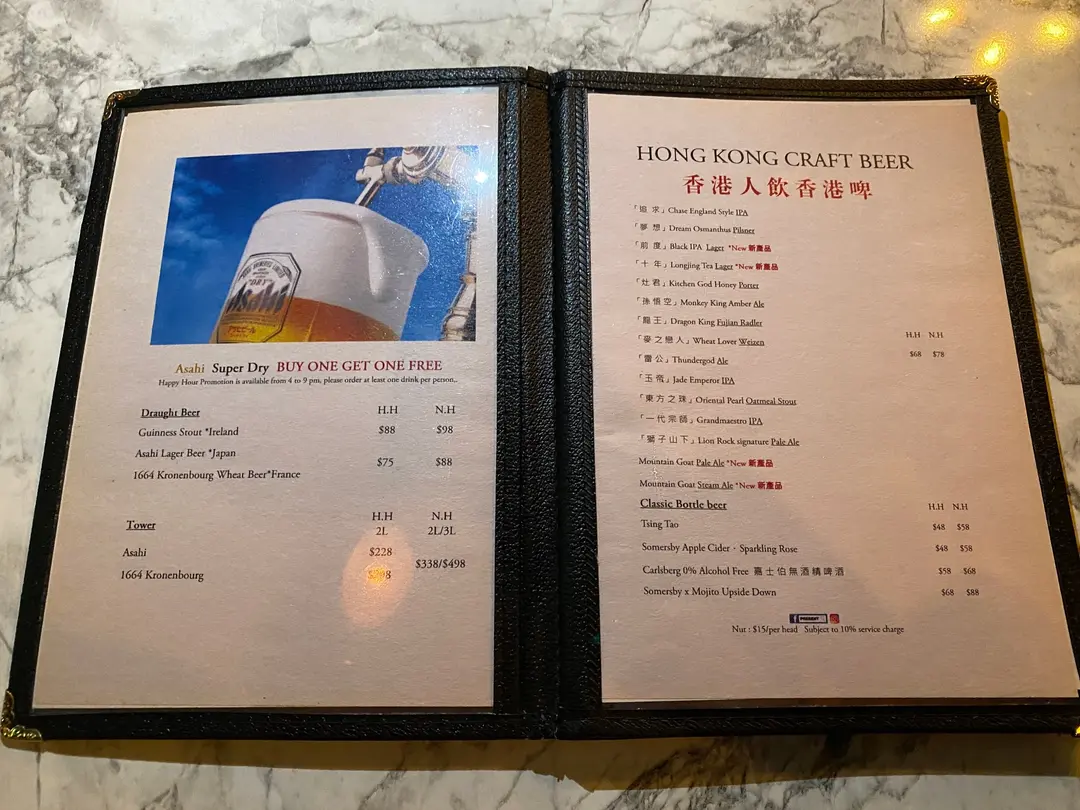 Asahi
Asahi Super Dry BUY ONE GET ONE FREE
Happy Hour Promotion is available from 4 to 9 pm, please order at least one drink per person,.
Draught Beer H.H N.H
Guinness Stout *Ireland $88 $98
Asahi Lager Beer *Japan
$75 $88
1664 Kronenbourg Wheat Beer*France
Tower H.H N.H
2L 2L/3L
Asahi $228
$338/$498
1664 Kronenbourg
HONG KONG CRAFT BEER
香港人飲香港啤
「追 求」Chase England Style IPA
「夢 想」Dream Osmanthus Pilsner
「前 度」Black IPA Lager *New 新產品
「十 年」Longjing Tea Lager *New 新產品
「灶 君」Kitchen God Honey Porter
「孫 悟 空」Monkey King Amber Ale
「龍 王」Dragon King Fujian Radler
H.H N.H
「麥 之 戀 人」Wheat Lover Weizen
$68 $78
「雷 公」Thundergod Ale
「玉 帝」Jade Emperor IPA
「東 方 之 珠」Oriental Pearl Oatmeal Stout
「一 代 宗 師」Grandmaestro IPA
「獅 子 山 下」Lion Rock signature Pale Ale
Mountain Goat Pale Ale *New 新產品
Mountain Goat Steam Ale *New 新產品
Classic Bottle beer H.H N.H
Tsing Tao $48 $58
Somersby Apple Cider · Sparkling Rose $48 $58
Carlsberg 0% Alcohol Free 嘉士伯無酒精啤酒 $58 $68
Somersby x Mojito Upside Down $68 $88
PRESENT
Nut : $15/per head Subject to 10% service charge